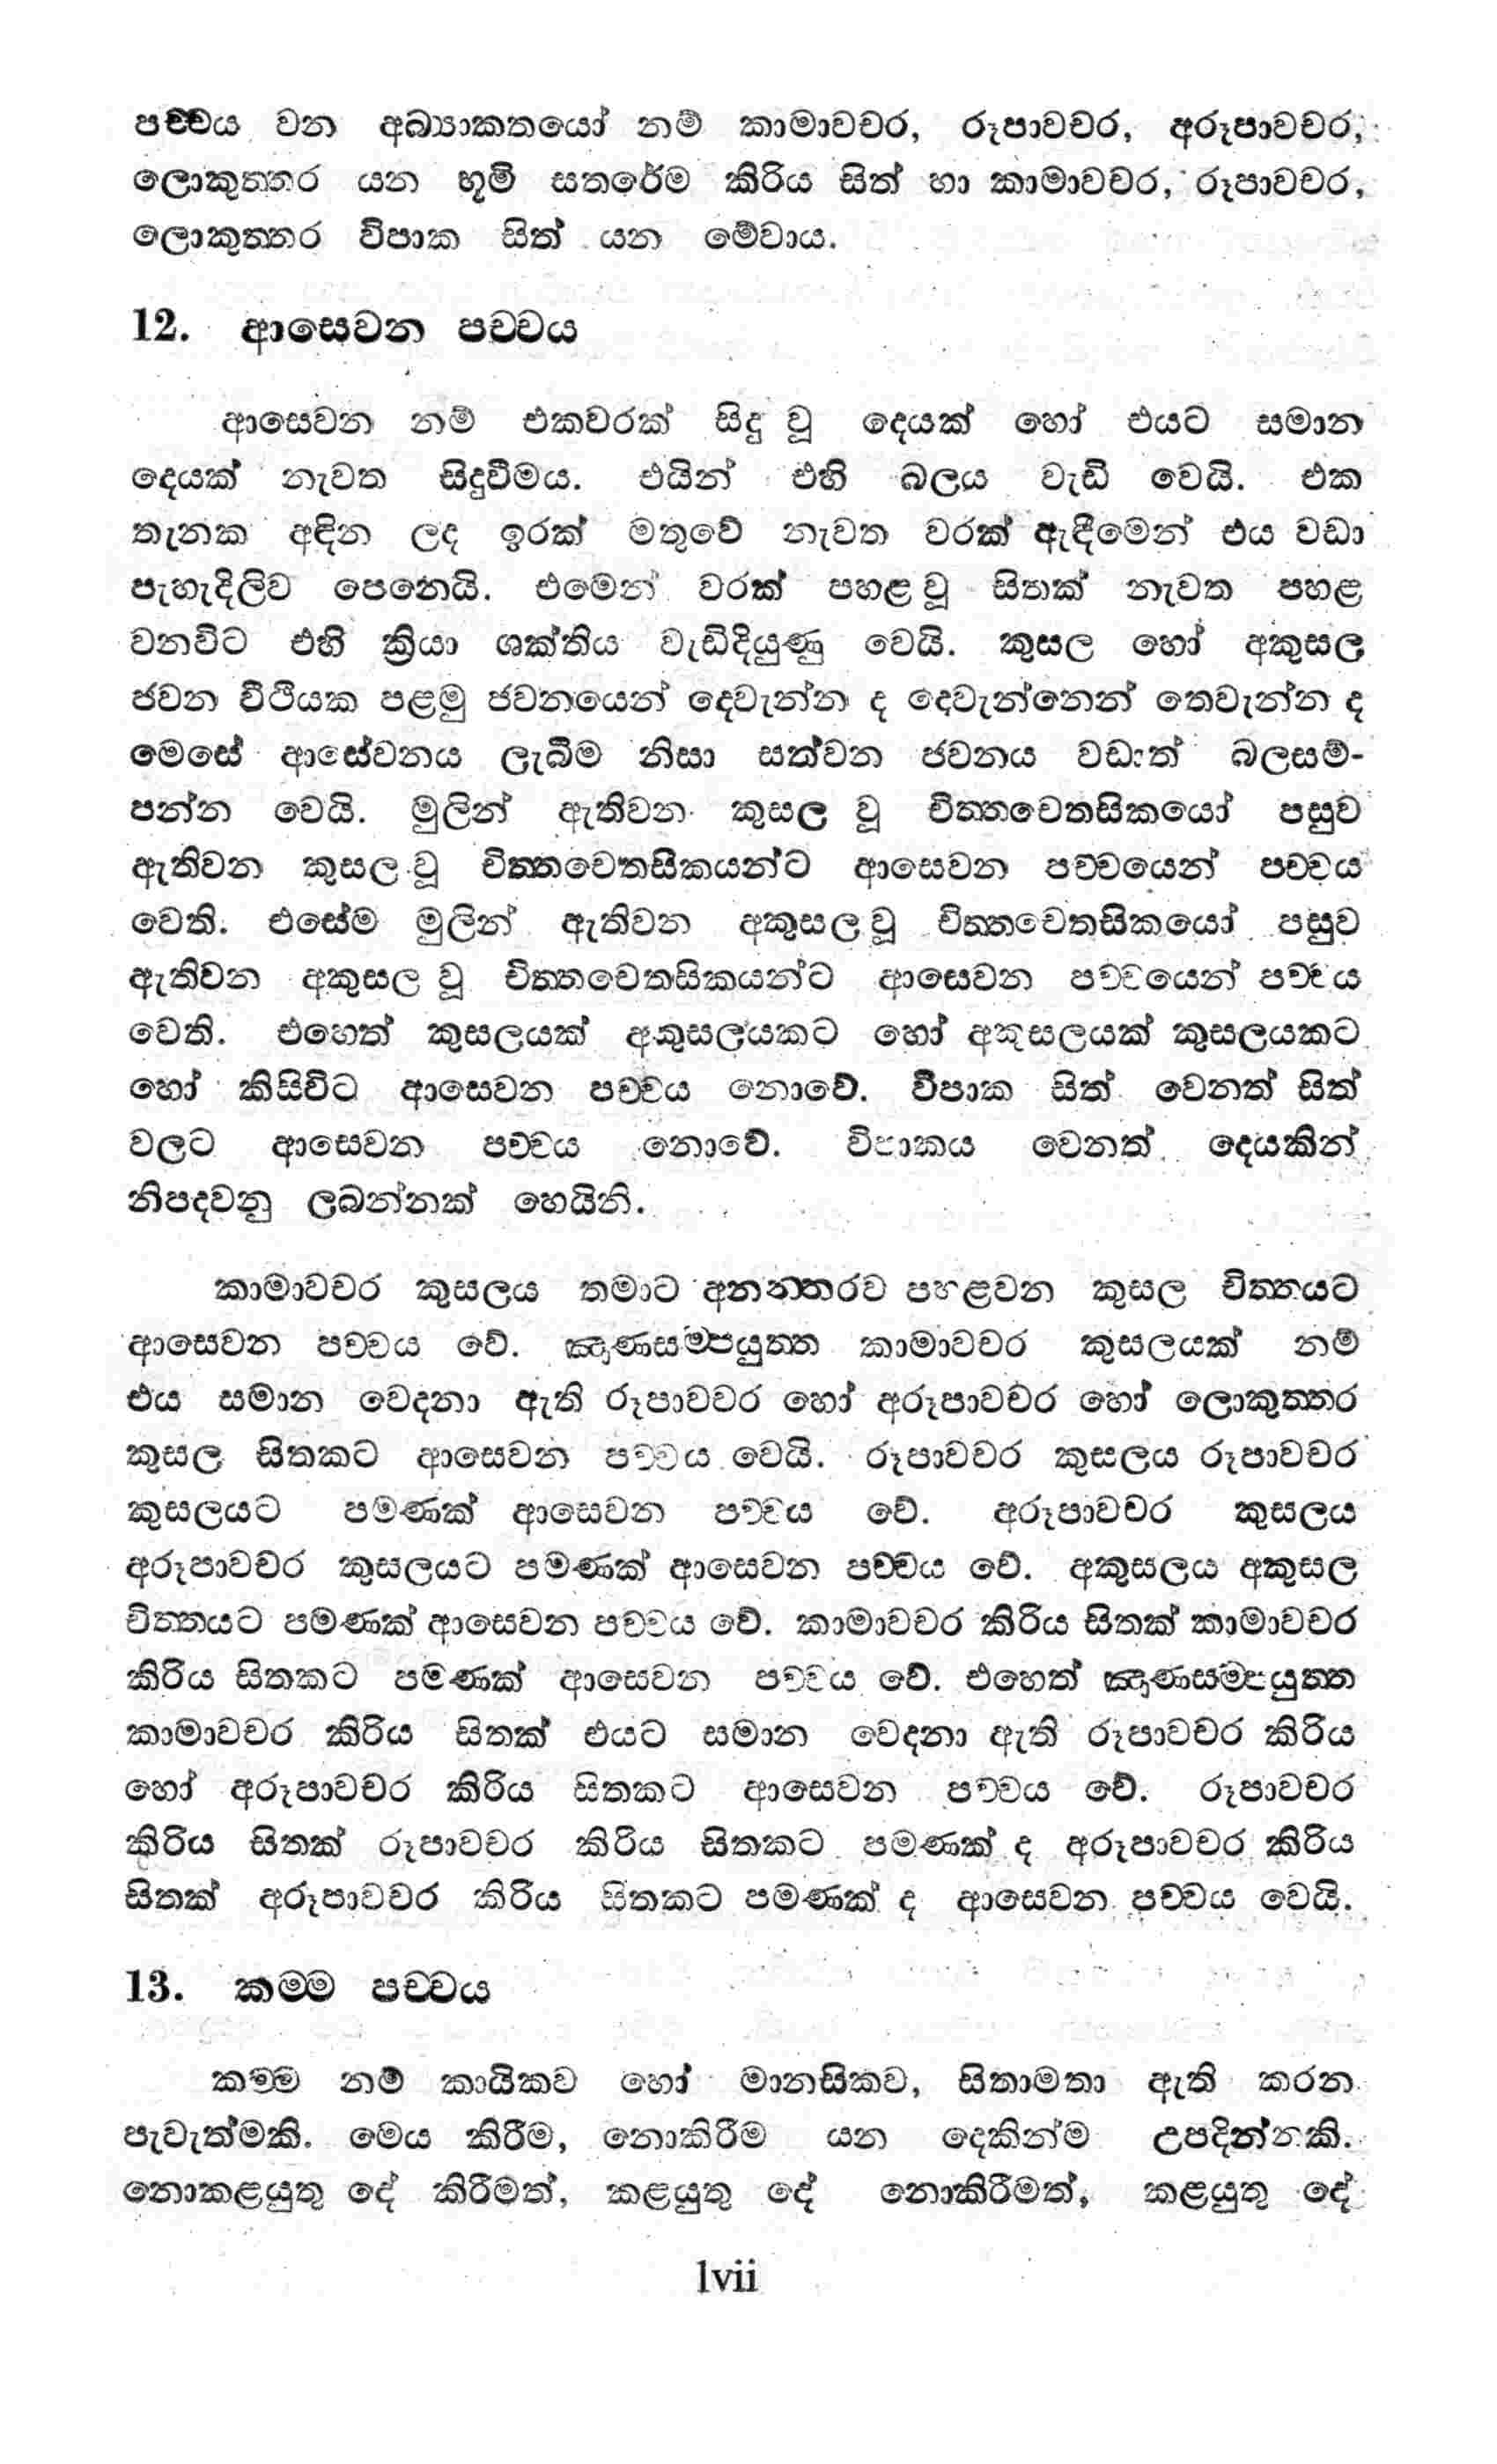 පච්චය වන අඛ්‍යාකතයෝ නම් කාමාවචර, රූපාවචර, අරූපාවචර,
ලොකුත්තර යන භූමි සතරේම කිරිය සිත් හා කාමාවචර, රූපාවචර,
ලොකුත්තර විපාක සිත් යන මේවාය.
12. ආසෙවන පච්චය
ආසෙවන නම් එකවරක් සිදු වූ දෙයක් හෝ එයට සමාන
දෙයක් නැවත සිදුවීමය. එයින් එහි බලය වැඩි වෙයි. එක
තැනක අඳින ලද ඉරක් මතුවේ නැවත වරක් ඇඳීමෙන් එය වඩා
පැහැදිලිව පෙනෙයි. එමෙන් වරක් පහළ වූ සිතක් නැවත පහළ
වනවිට එහි ක්‍රියා ශක්තිය වැඩිදියුණු වෙයි. කුසල හෝ අකුසල
ජවන වීථියක පළමු ජවනයෙන් දෙවැන්න ද දෙවැන්නෙන් තෙවැන්න ද
මෙසේ ආසේවනය ලැබීම නිසා සත්වන ජවනය වඩාත් බලසම්-
පන්න වෙයි. මුලින් ඇතිවන කුසල වූ චිත්තචෙතසිකයෝ පසුව
ඇතිවන කුසල වූ චිත්තචෙතසිකයන්ට ආසෙවන පච්චයෙන් පච්චය
වෙති. එසේම මුලින් ඇතිවන අකුසල වූ චිත්තචෙතසිකයෝ පසුව
ඇතිවන අකුසල වූ චිත්තචෙතසිකයන්ට ආසෙවන පච්චයෙන් පච්චය
වෙති. එහෙත් කුසලයක් අකුසලයකට හෝ අකුසලයක් කුසලයකට
හෝ කිසිවිට ආසෙවන පච්චය නොවේ. විපාක සිත් වෙනත් සිත්
වලට ආසෙවන පච්චය නොවේ. විපාකය වෙනත් දෙයකින්
නිපදවනු ලබන්නක් හෙයිනි.
කාමාවචර කුසලය තමාට අනන්තරව පහළවන කුසල චිත්තයට
ආසෙවන පච්චය වේ. ඤාණසම්පයුත්ත කාමාවචර කුසලයක් නම්
එය සමාන වෙදනා ඇති රූපාවචර හෝ අරූපාවචර හෝ ලොකුත්තර
කුසල සිතකට ආසෙවන පච්චය වෙයි. රූපාවචර කුසලය රූපාවචර
කුසලයට පමණක් ආසෙවන පච්චය වේ. අරූපාවචර කුසලය
අරූපාවචර කුසලයට පමණක් ආසෙවන පච්චය වේ. අකුසලය අකුසල
චිත්තයට පමණක් ආසෙවන පච්චය වේ. කාමාවචර කිරිය සිතක් කාමාවචර
කිරිය සිතකට පමණක් ආසෙවන පච්චය වේ. එහෙත් ඤාණසම්පයුත්ත
කාමාවචර කිරිය සිතක් එයට සමාන වෙදනා ඇති රූපාවචර කිරිය
හෝ අරූපාවචර කිරිය සිතකට ආසෙවන පච්චය වේ. රූපාවචර
කිරිය සිතක් රූපාවචර කිරිය සිතකට පමණක් ද අරූපාවචර කිරිය
සිතක් අරූපාවචර කිරිය සිතකට පමණක් ද ආසෙවන පච්චය වෙයි.
13. කම්ම පච්චය
කම්ම නම් කායිකව හෝ මානසිකව, සිතාමතා ඇති කරන
පැවැත්මකි. මෙය කිරීම, නොකිරීම යන දෙකින්ම උපදින්නකි.
නොකළයුතු දේ කිරීමත්, කළයුතු දේ නොකිරීමත්, කළයුතු දේ
lvii